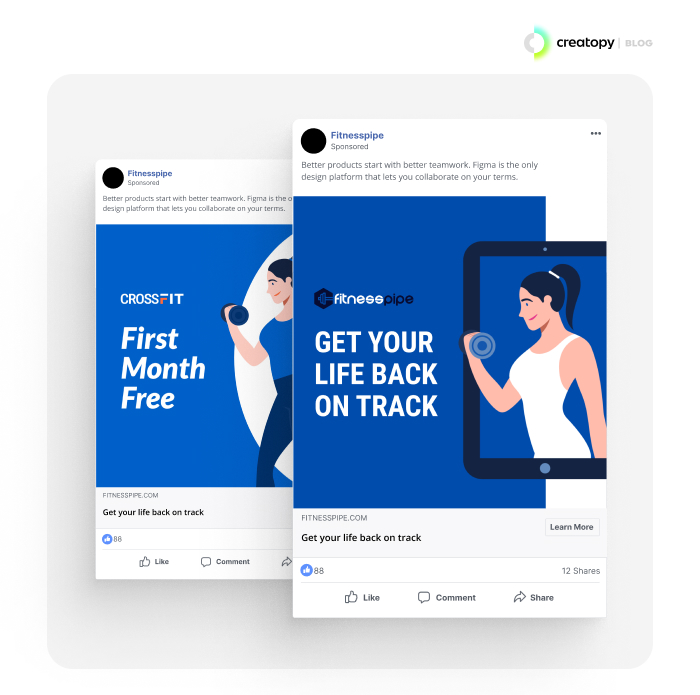 creatopy | BLOG
Fitnesspipe
Sponsored
Better products start with better teamwork. Figma is the o
design platform that lets you collaborate on your terms.
CROSSFIT
First
Month
Free
FITNESSPIPE.COM
Get your life back on track
88
Like
Comment
Fitnesspipe
Sponsored
Better products start with better teamwork. Figma is the only
design platform that lets you collaborate on your terms.
fitnesspipe
GET YOUR
LIFE BACK
ON TRACK
FITNESSPIPE.COM
Get your life back on track
Learn More
88
12 Shares
Like
Comment
Share